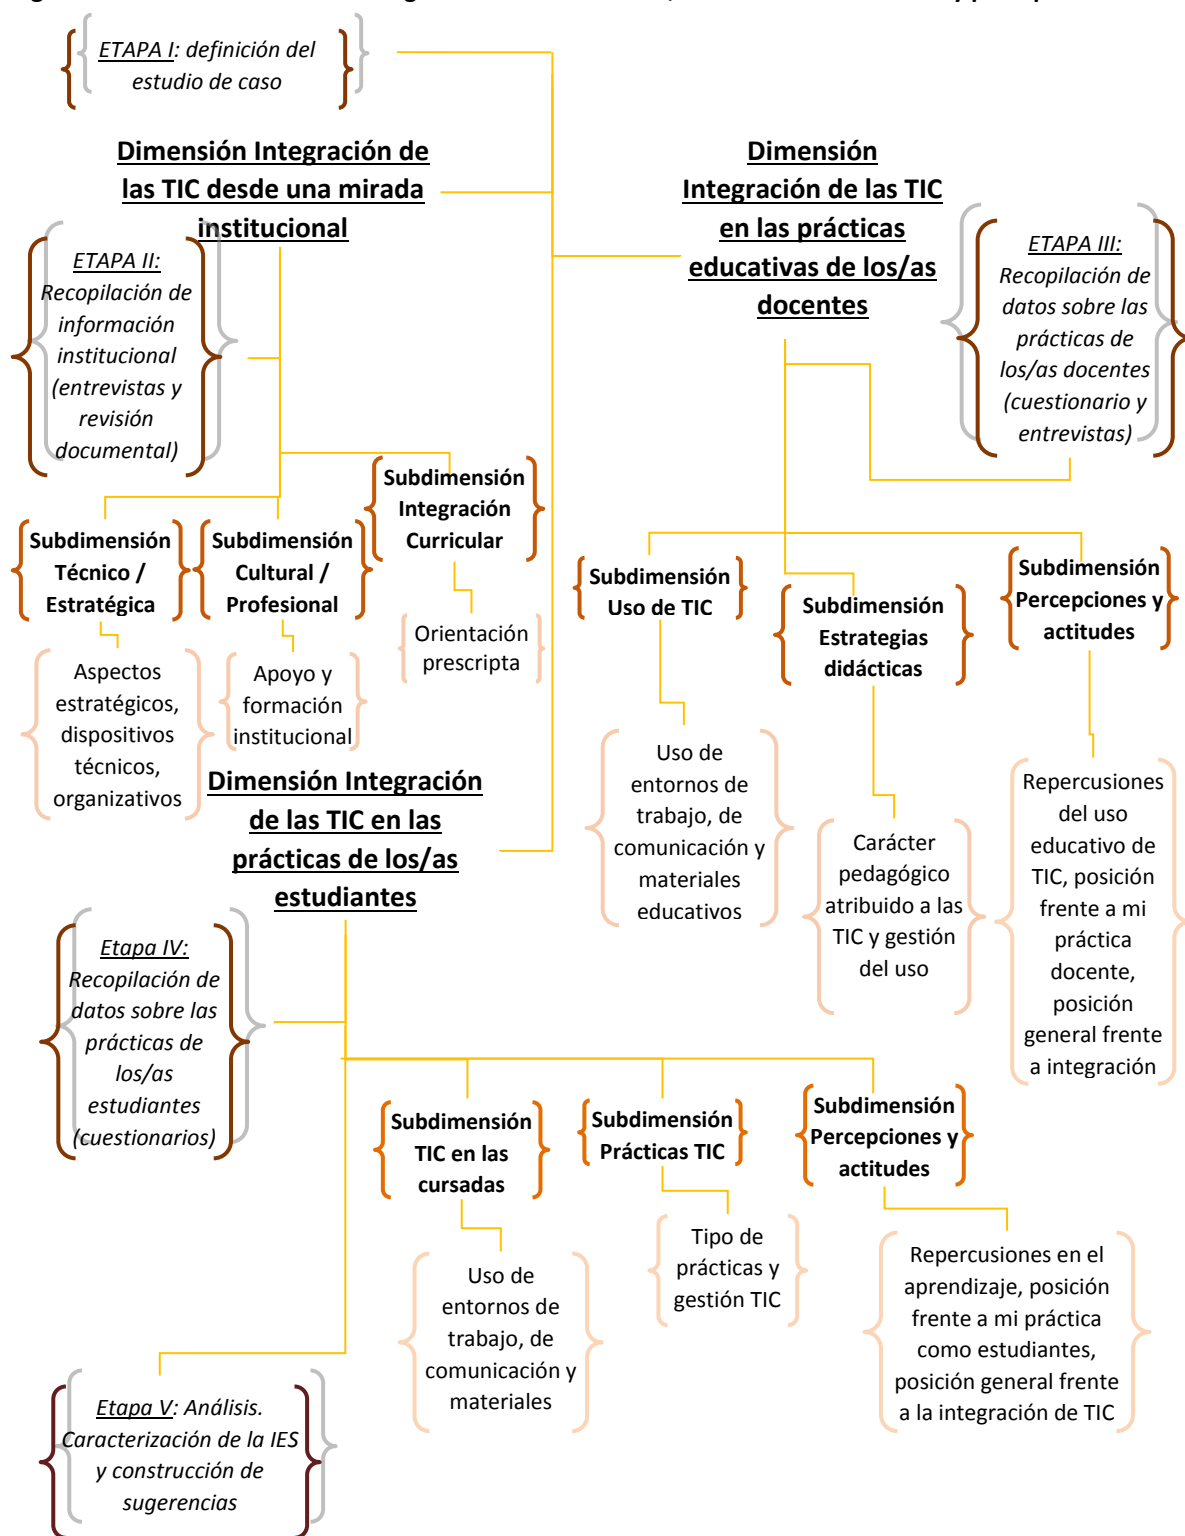 ETAPA I: definición del
estudio de caso
Dimensión Integración de
las TIC desde una mirada
institucional
ETAPA II:
Recopilación de
información
institucional
(entrevistas y
revisión
documental)
Subdimensión
Técnico /
Estratégica
Aspectos
estratégicos,
dispositivos
técnicos,
organizativos
Subdimensión
Cultural /
Profesional
Apoyo y
formación
institucional
Subdimensión
Integración
Curricular
Orientación
prescripta
Dimensión
Integración de las TIC
en las prácticas
educativas de los/as
docentes
ETAPA III:
Recopilación de
datos sobre las
prácticas de
los/as docentes
(cuestionario y
entrevistas)
Subdimensión
Uso de TIC
Uso de
entornos de
trabajo, de
comunicación y
materiales
educativos
Subdimensión
Estrategias
didácticas
Carácter
pedagógico
atribuido a las
TIC y gestión
del uso
Subdimensión
Percepciones y
actitudes
Repercusiones
del uso
educativo de
TIC, posición
frente a mi
práctica
docente,
posición
general frente
a integración
Dimensión Integración
de las TIC en las
prácticas de los/as
estudiantes
Etapa IV:
Recopilación de
datos sobre las
prácticas de
los/as
estudiantes
(cuestionarios)
Subdimensión
TIC en las
cursadas
Uso de
entornos de
trabajo, de
comunicación y
materiales
Subdimensión
Prácticas TIC
Tipo de
prácticas y
gestión TIC
Subdimensión
Percepciones y
actitudes
Repercusiones en el
aprendizaje, posición
frente a mi práctica
como estudiantes,
posición general frente
a la integración de TIC
Etapa V: Análisis.
Caracterización de la IES
y construcción de
sugerencias